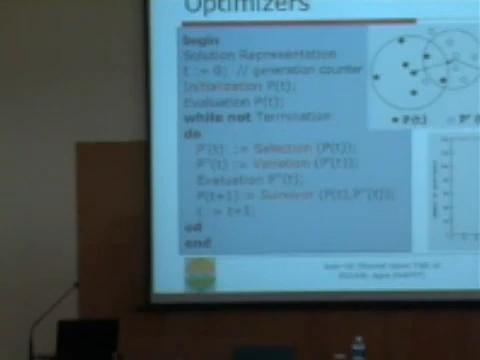 Optimizers
begin
Solution Representation
t := 0; // generation counter
Initialization P(t);
Evaluation P(t);
while not Termination
do
P'(t) := Selection (P(t));
P''(t) := Variation (P'(t));
Evaluation P''(t);
P(t+1) := Survivor (P(t),P''(t));
t := t+1;
od
end
P(t)